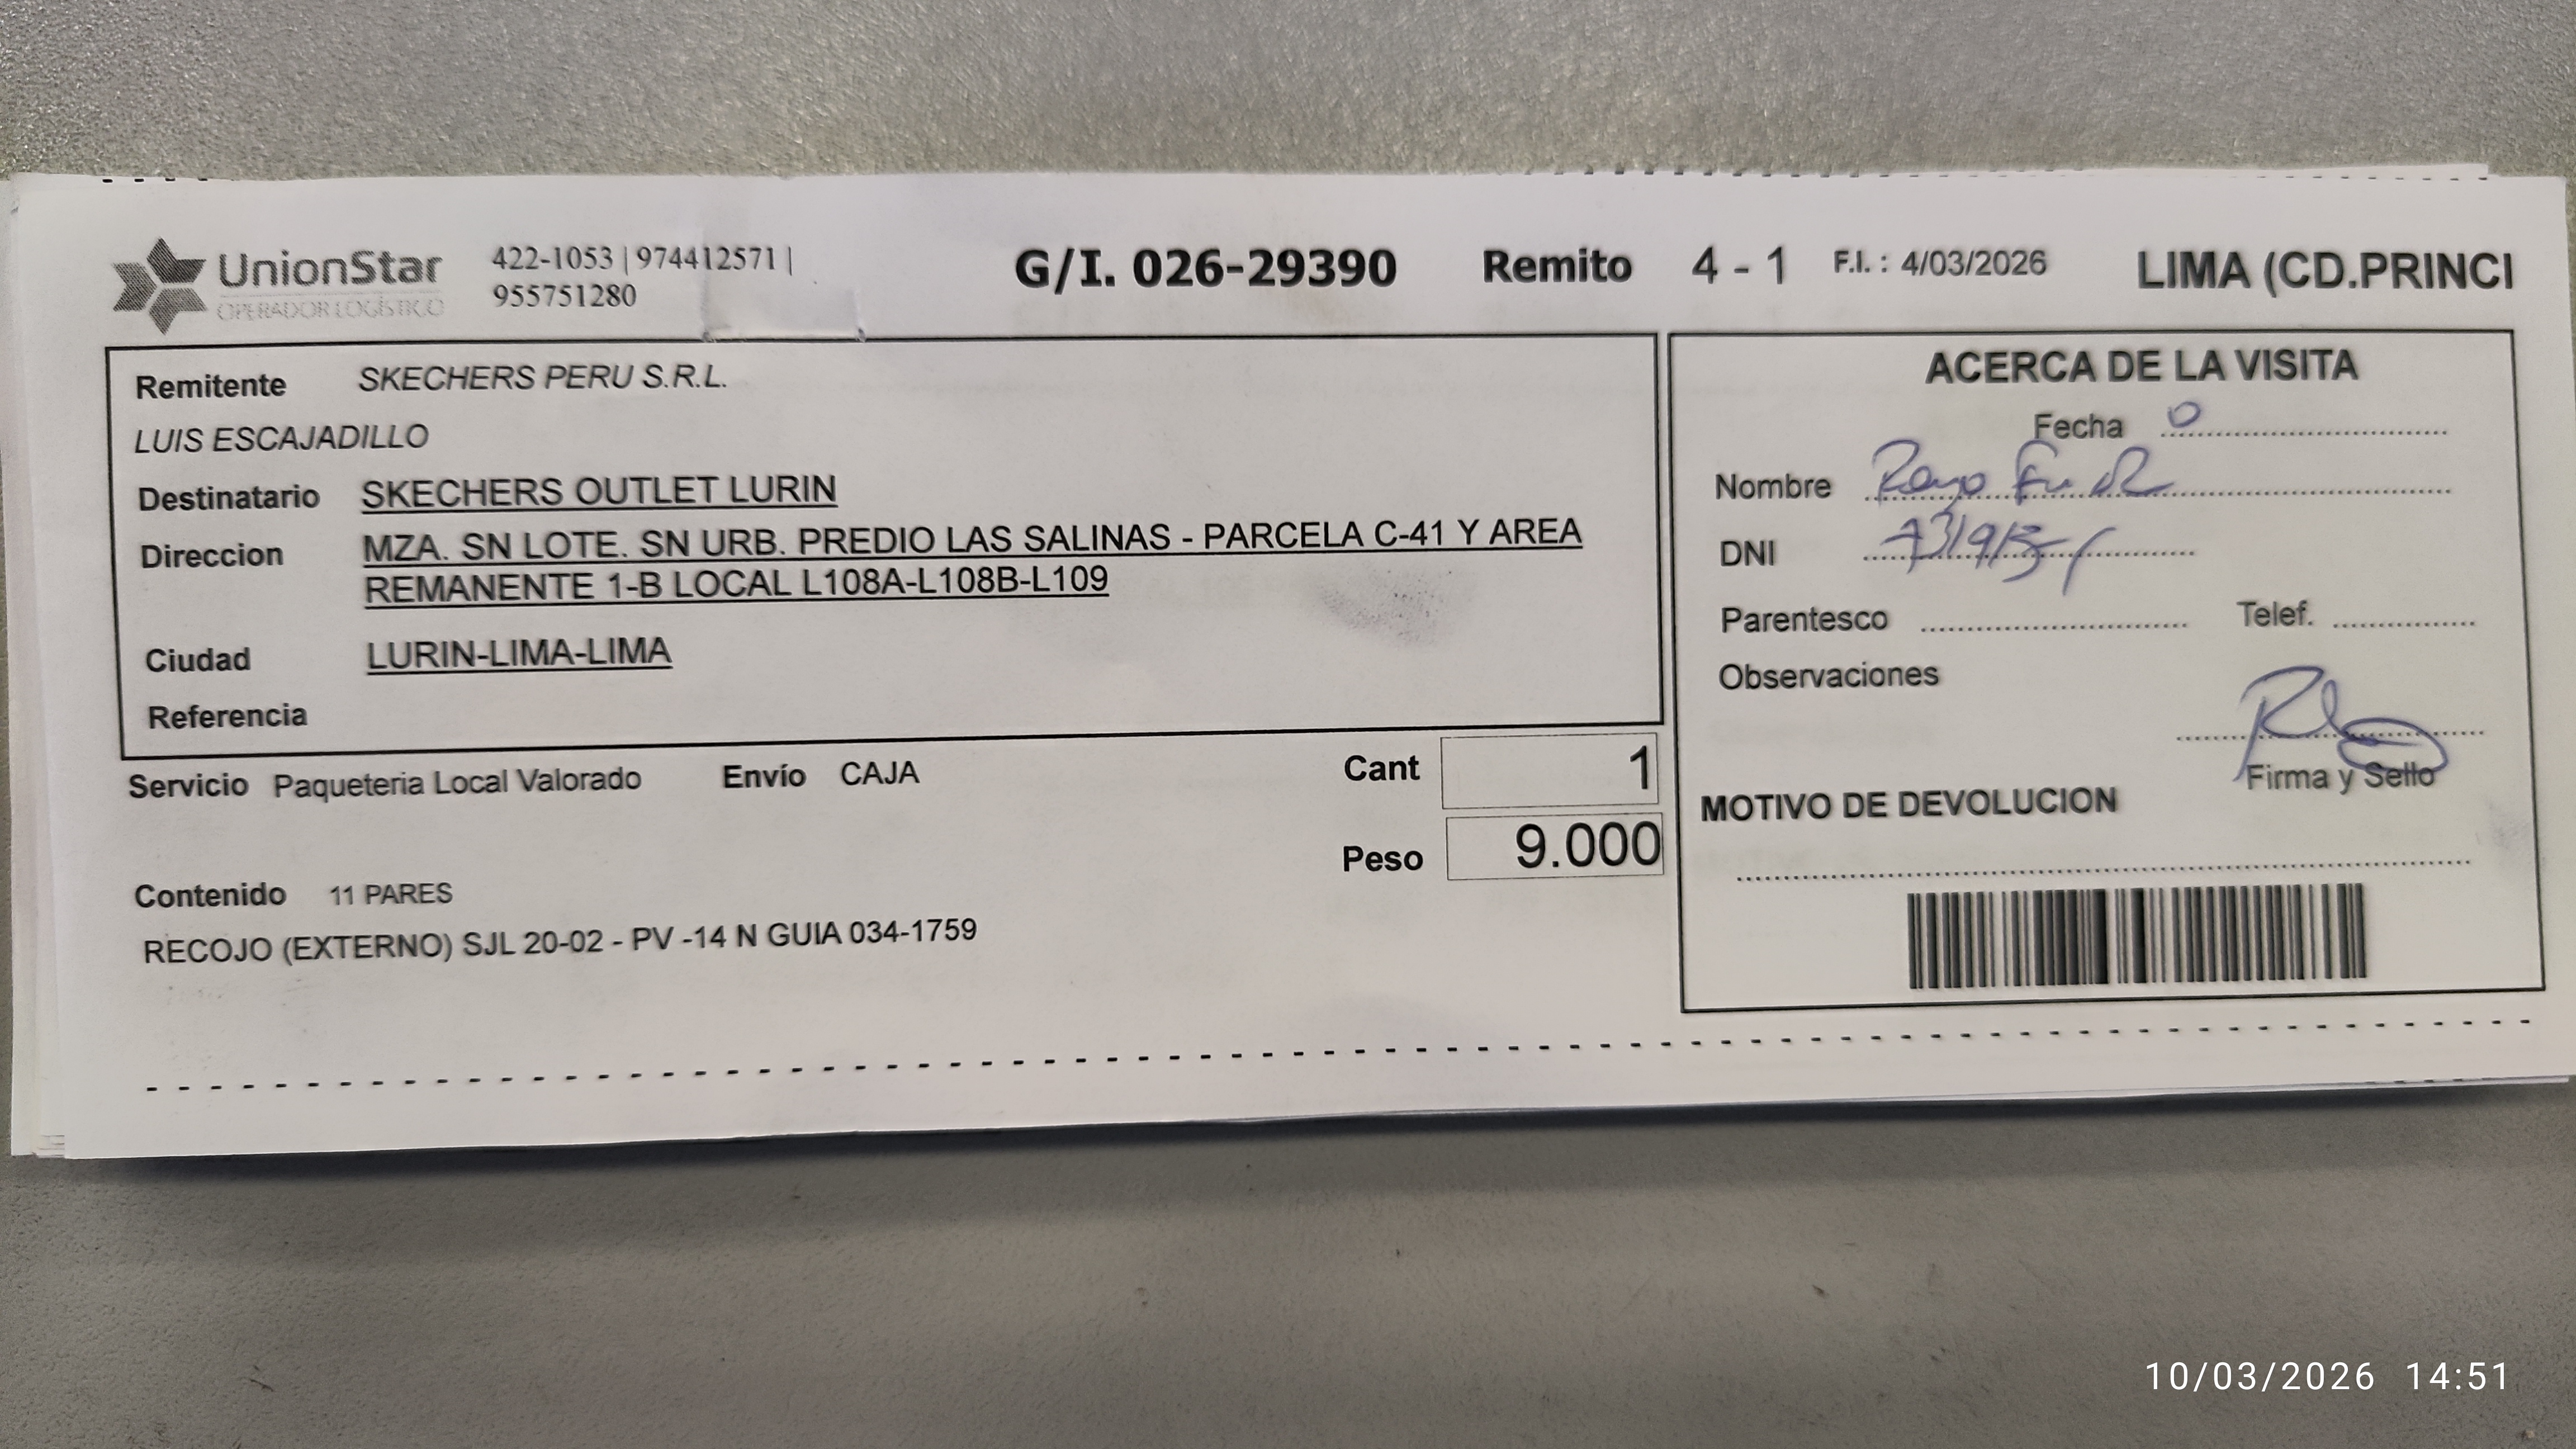 UnionStar
OPERADOR LOGÍSTICO
422-1053 | 974412571 |
955751280
G/I. 026-29390 Remito 4 - 1 F.I. : 4/03/2026 LIMA (CD.PRINCI
Remitente SKECHERS PERU S.R.L.
LUIS ESCAJADILLO
Destinatario SKECHERS OUTLET LURIN
Direccion MZA. SN LOTE. SN URB. PREDIO LAS SALINAS - PARCELA C-41 Y AREA
REMANENTE 1-B LOCAL L108A-L108B-L109
Ciudad LURIN-LIMA-LIMA
Referencia
Servicio Paqueteria Local Valorado Envío CAJA
Cant 1
Peso 9.000
Contenido 11 PARES
RECOJO (EXTERNO) SJL 20-02 - PV -14 N GUIA 034-1759
ACERCA DE LA VISITA
Fecha
Nombre
DNI
Parentesco Telef.
Observaciones
Firma y Sello
MOTIVO DE DEVOLUCION
10/03/2026 14:51